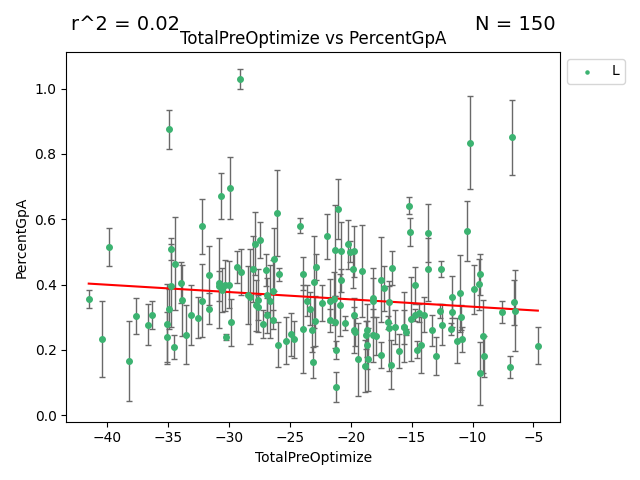 r^2 = 0.02
N = 150
TotalPreOptimize vs PercentGpA
L
PercentGpA
1.0
0.8
0.6
0.4
0.2
0.0
−40 −35 −30 −25 −20 −15 −10 −5
TotalPreOptimize